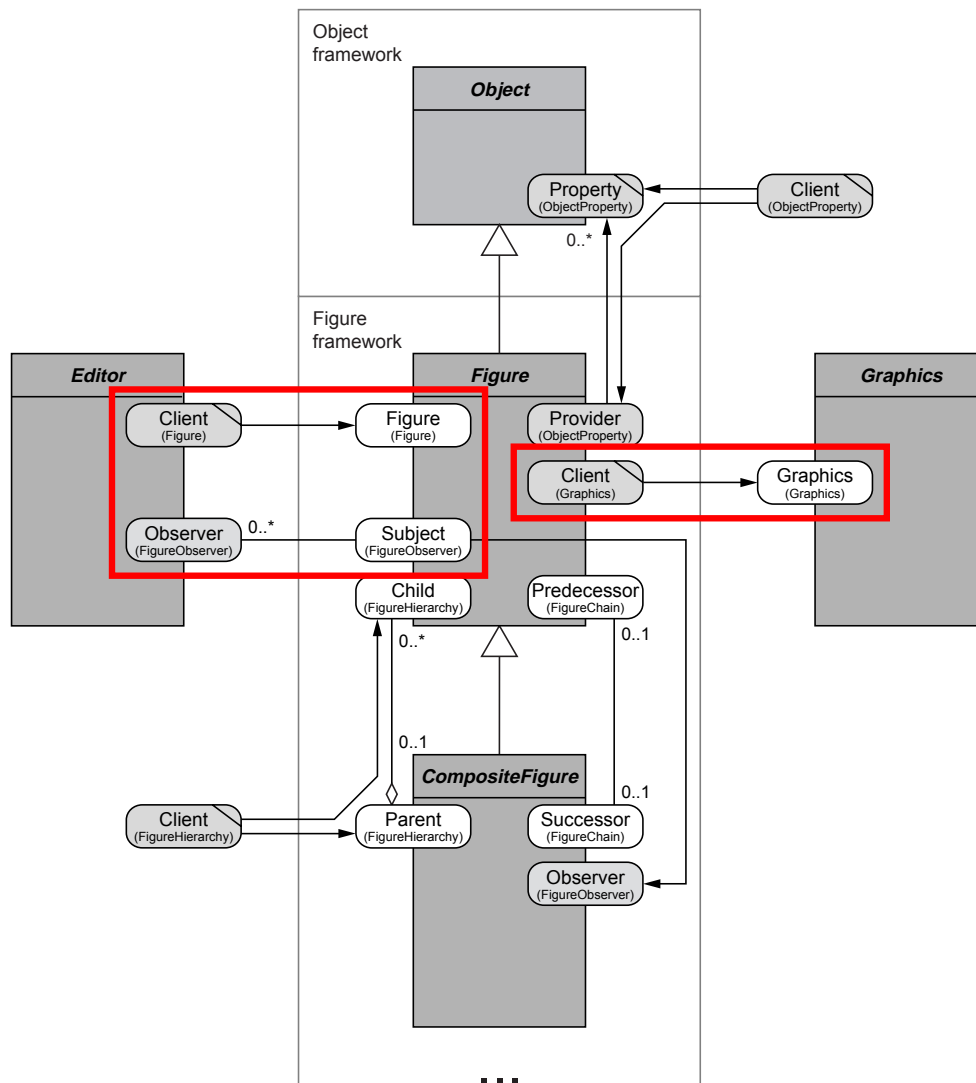 Object
framework
Object
Property
(ObjectProperty)
Client
(ObjectProperty)
0..*
Figure
framework
Editor
Figure
Graphics
Client
(Figure)
Figure
(Figure)
Provider
(ObjectProperty)
Client
(Graphics)
Graphics
(Graphics)
Observer
(FigureObserver)
0..*
Subject
(FigureObserver)
Child
(FigureHierarchy)
Predecessor
(FigureChain)
0..*
0..1
0..1
CompositeFigure
0..1
Client
(FigureHierarchy)
Parent
(FigureHierarchy)
Successor
(FigureChain)
Observer
(FigureObserver)
...